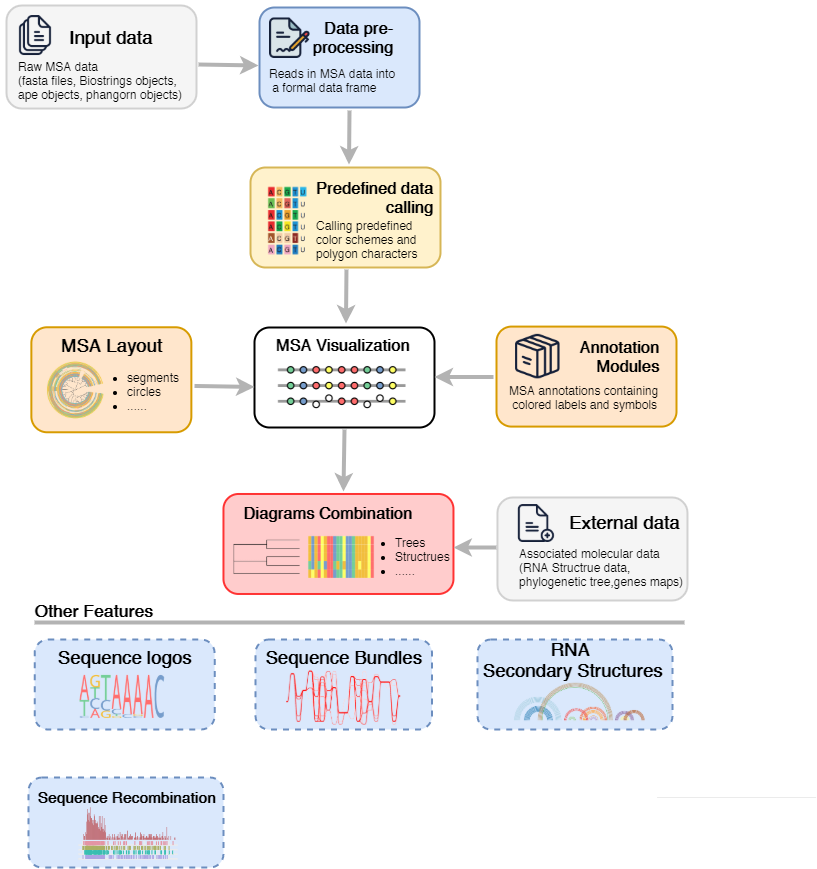 Input data
Raw MSA data
(fasta files, Biostrings objects,
ape objects, phangorn objects)
Data pre-
processing
Reads in MSA data into
a formal data frame
A C G T U
A C G T U
A C G T U
A C G T U
A C G T U
A C G T U
Predefined data
calling
Calling predefined
color schemes and
polygon characters
MSA Layout
• segments
• circles
• ......
MSA Visualization
Annotation
Modules
MSA annotations containing
colored labels and symbols
Diagrams Combination
• Trees
• Structrues
• ......
External data
Associated molecular data
(RNA Structrue data,
phylogenetic tree,genes maps)
Other Features
Sequence logos
Sequence Bundles
RNA
Secondary Structures
Sequence Recombination